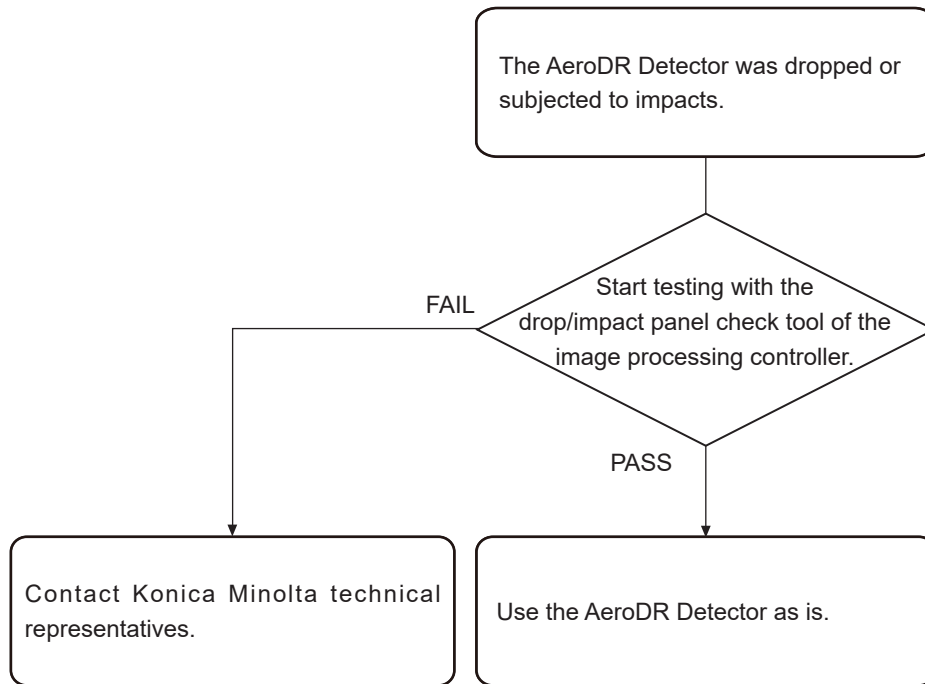 The AeroDR Detector was dropped or
subjected to impacts.
Start testing with the
drop/impact panel check tool of the
image processing controller.
FAIL
PASS
Contact Konica Minolta technical
representatives.
Use the AeroDR Detector as is.